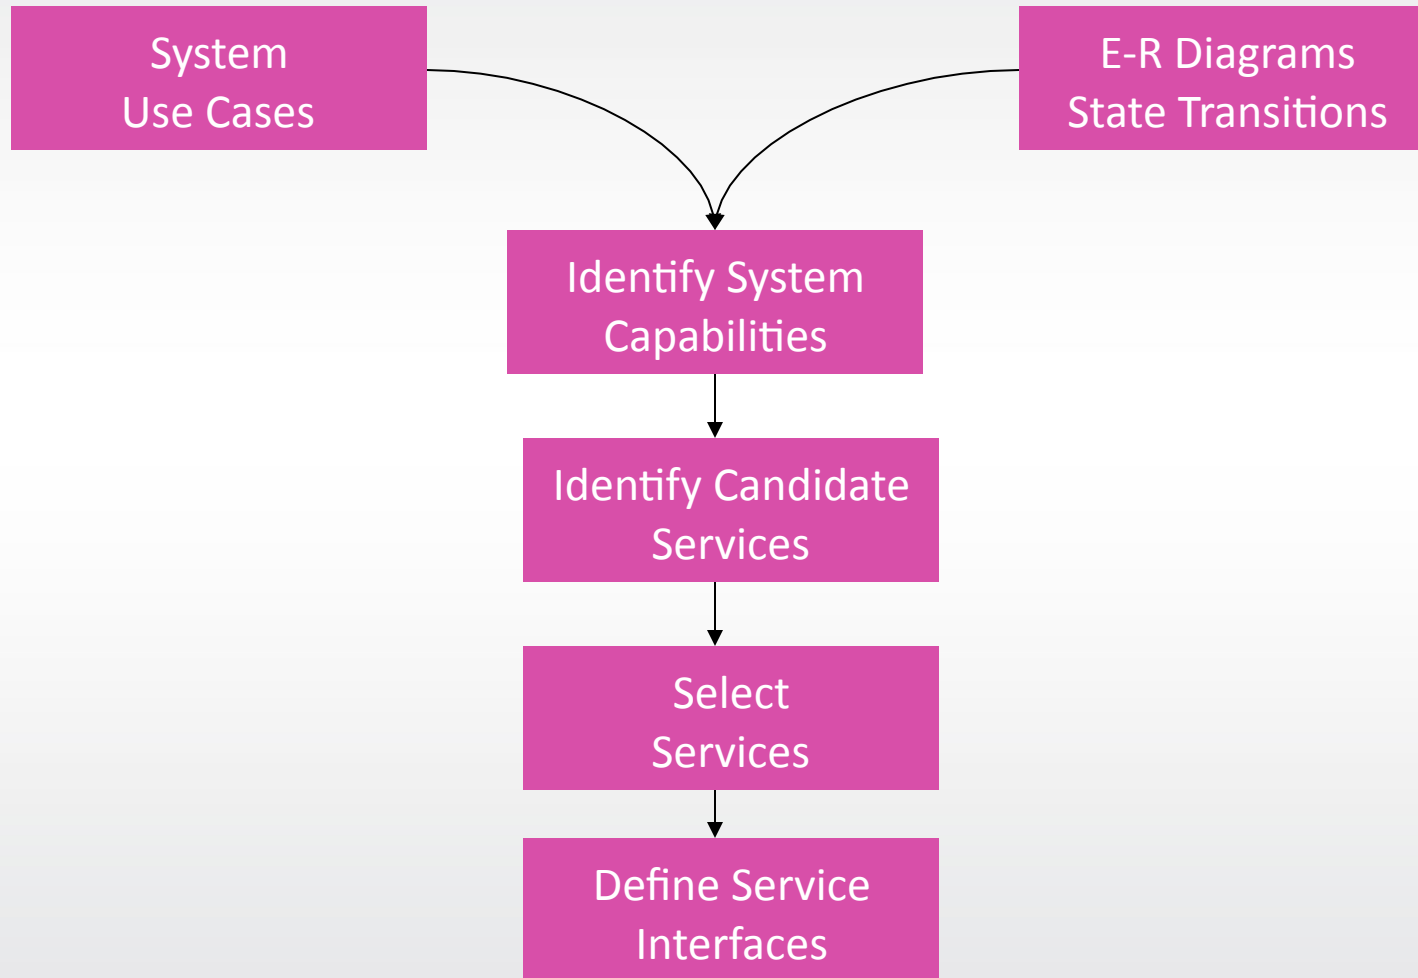 System
Use Cases
E-R Diagrams
State Transitions
Identify System
Capabilities
Identify Candidate
Services
Select
Services
Define Service
Interfaces